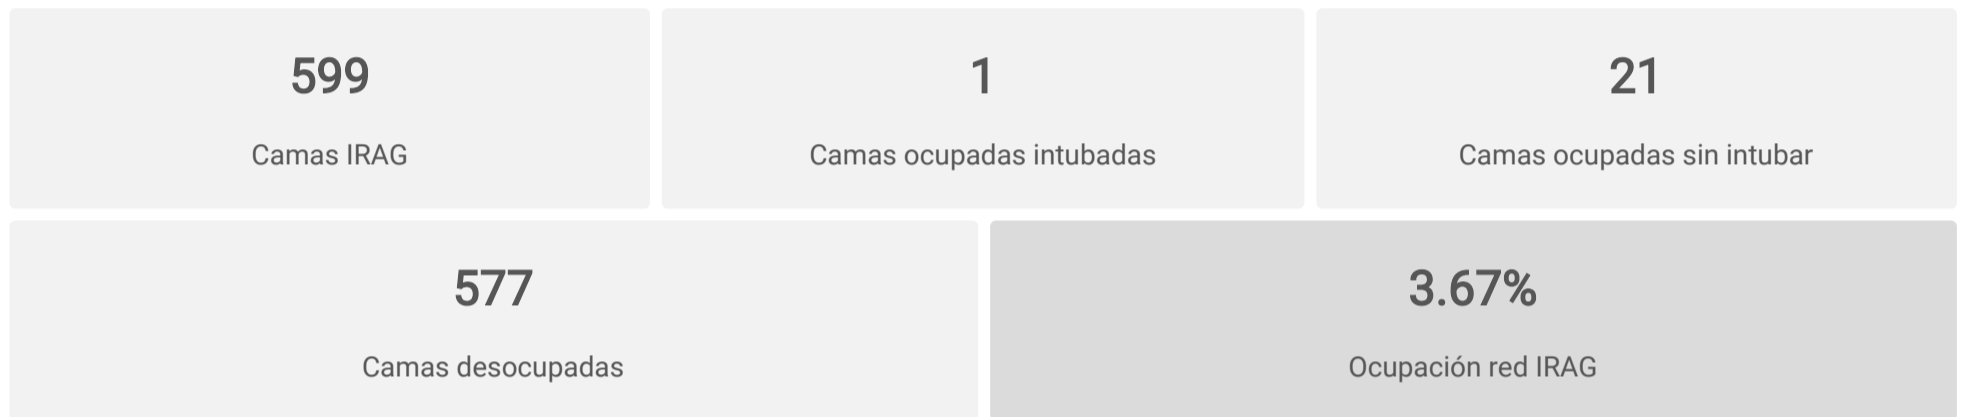 599
Camas IRAG
1
Camas ocupadas intubadas
21
Camas ocupadas sin intubar
577
Camas desocupadas
3.67%
Ocupación red IRAG